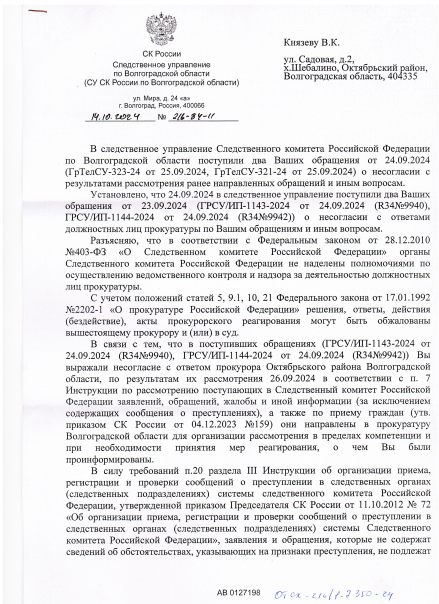 СК России
Следственное управление
по Волгоградской области
(СУ СК России по Волгоградской области)
ул. Мира, д. 24 «а»
г. Волгоград, Россия, 400066
14.10.2024 № 216-84-11
Князеву В.К.
ул. Садовая, д.2,
х.Шебалино, Октябрьский район,
Волгоградская область, 404335
В следственное управление Следственного комитета Российской Федерации
по Волгоградской области поступили два Ваших обращения от 24.09.2024
(ГрТелСУ-323-24 от 25.09.2024, ГрТелСУ-321-24 от 25.09.2024) о несогласии с
результатами рассмотрения ранее направленных обращений и иным вопросам.
Установлено, что 24.09.2024 в следственное управление поступили два Ваших
обращения от 23.09.2024 (ГРСУ/ИП-1143-2024 от 24.09.2024 (R34№9940),
ГРСУ/ИП-1144-2024 от 24.09.2024 (R34№9942)) о несогласии с ответами
должностных лиц прокуратуры по Вашим обращениям и иным вопросам.
Разъясняю, что в соответствии с Федеральным законом от 28.12.2010
№403-ФЗ «О Следственном комитете Российской Федерации» органы
Следственного комитета Российской Федерации не наделены полномочиями по
осуществлению ведомственного контроля и надзора за деятельностью должностных
лиц прокуратуры.
С учетом положений статей 5, 9.1, 10, 21 Федерального закона от 17.01.1992
№2202-1 «О прокуратуре Российской Федерации» решения, ответы, действия
(бездействие), акты прокурорского реагирования могут быть обжалованы
вышестоящему прокурору и (или) в суд.
В связи с тем, что в поступивших обращениях (ГРСУ/ИП-1143-2024 от
24.09.2024 (R34№9940), ГРСУ/ИП-1144-2024 от 24.09.2024 (R34№9942)) Вы
выражали несогласие с ответом прокурора Октябрьского района Волгоградской
области, по результатам их рассмотрения 26.09.2024 в соответствии с п. 7
Инструкции по рассмотрению поступающих в Следственный комитет Российской
Федерации заявлений, обращений, жалобы и иной информации (за исключением
содержащих сообщения о преступлениях), а также по приему граждан (утв.
приказом СК России от 04.12.2023 №159) они направлены в прокуратуру
Волгоградской области для организации рассмотрения в пределах компетенции и
при необходимости принятия мер реагирования, о чем Вы были
проинформированы.
В силу требований п.20 раздела III Инструкции об организации приема,
регистрации и проверки сообщений о преступлении в следственных органах
(следственных подразделениях) системы следственного комитета Российской
Федерации, утвержденной приказом Председателя СК России от 11.10.2012 № 72
«Об организации приема, регистрации и проверки сообщений о преступлении в
следственных органах (следственных подразделениях) системы Следственного
комитета Российской Федерации», заявления и обращения, которые не содержат
сведений об обстоятельствах, указывающих на признаки преступления, не подлежат
АВ 0127198